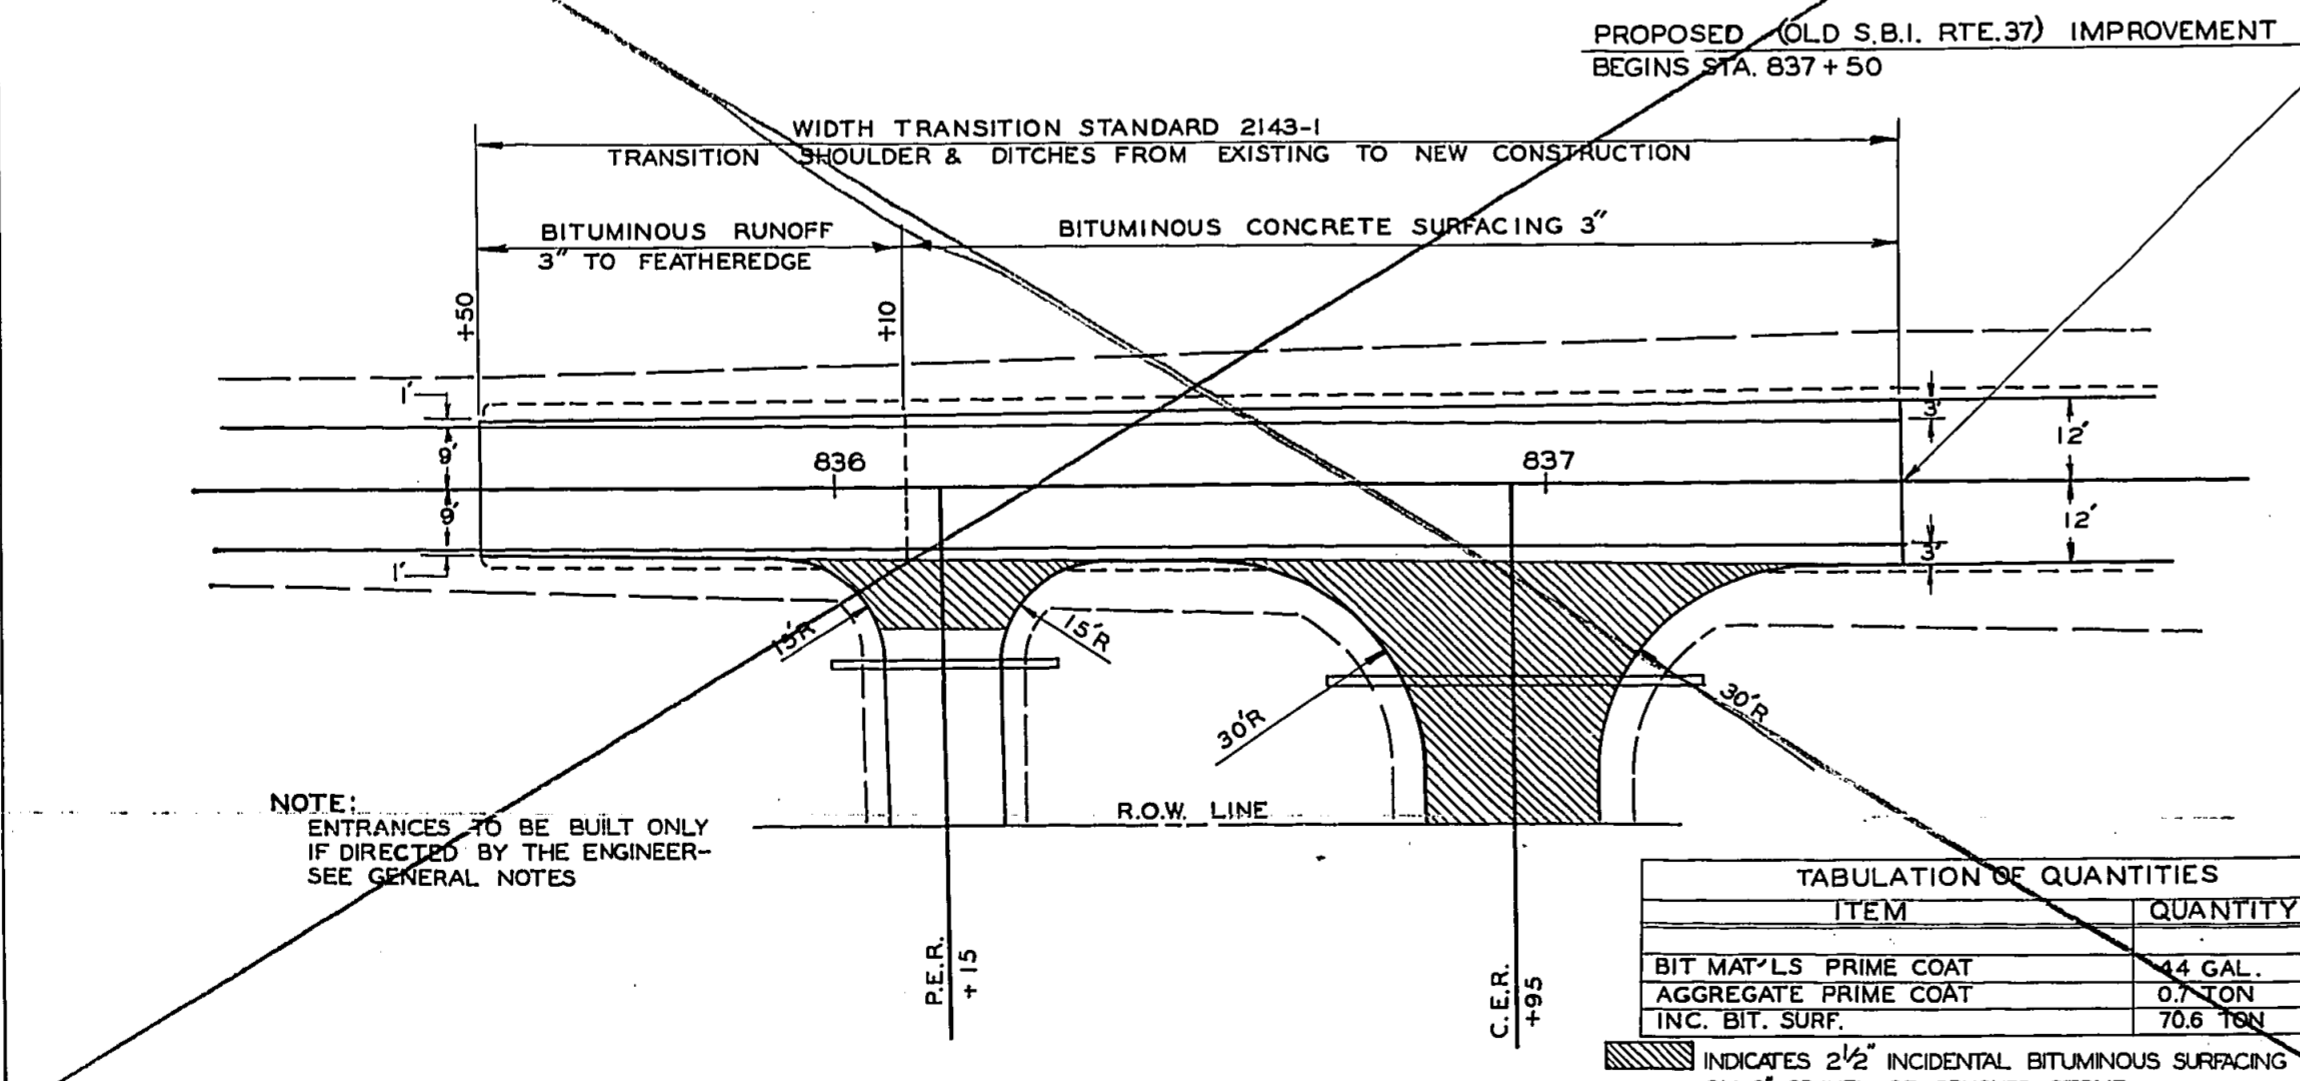 PROPOSED (OLD S.B.I. RTE.37) IMPROVEMENT
BEGINS STA. 837+50
WIDTH TRANSITION STANDARD 2143-1
TRANSITION SHOULDER & DITCHES FROM EXISTING TO NEW CONSTRUCTION
BITUMINOUS RUNOFF
3" TO FEATHEREDGE
BITUMINOUS CONCRETE SURFACING 3"
+50
+10
1'
9'
9'
1'
836
837
3'
12'
12'
3'
15'R
15'R
30'R
30'R
NOTE:
ENTRANCES TO BE BUILT ONLY
IF DIRECTED BY THE ENGINEER-
SEE GENERAL NOTES
R.O.W. LINE
P.E.R.
+15
C.E.R.
+95
TABULATION OF QUANTITIES
ITEM QUANTITY
BIT MAT'LS PRIME COAT 44 GAL.
AGGREGATE PRIME COAT 0.7 TON
INC. BIT. SURF. 70.6 TON
INDICATES 2½" INCIDENTAL BITUMINOUS SURFACING